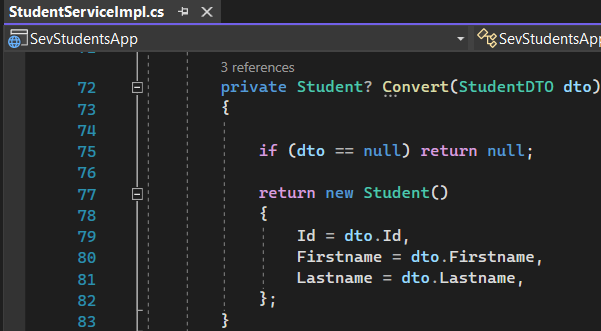 StudentServiceImpl.cs
SevStudentsApp SevStudentsApp
3 references
72 private Student? Convert(StudentDTO dto)
73 {
74
75 if (dto == null) return null;
76
77 return new Student()
78 {
79 Id = dto.Id,
80 Firstname = dto.Firstname,
81 Lastname = dto.Lastname,
82 };
83 }